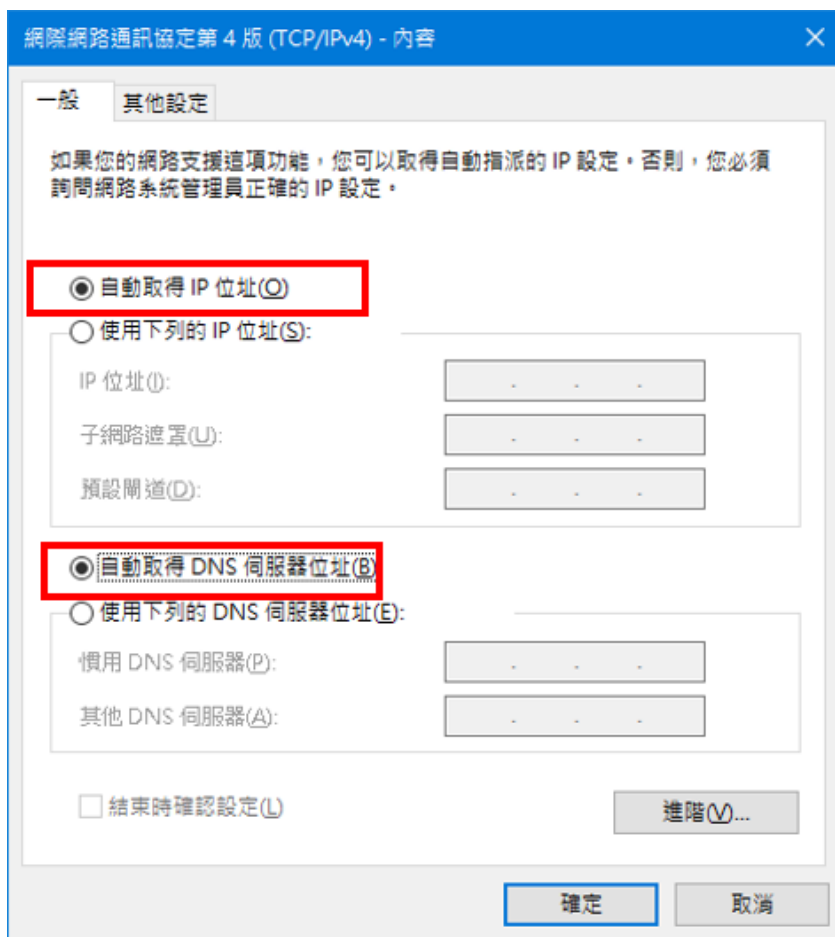 網際網路通訊協定第 4 版 (TCP/IPv4) - 內容
一般
其他設定
如果您的網路支援這項功能，您可以取得自動指派的 IP 設定。否則，您必須
詢問網路系統管理員正確的 IP 設定。
自動取得 IP 位址(O)
使用下列的 IP 位址(S):
IP 位址(I):
子網路遮罩(U):
預設閘道(D):
自動取得 DNS 伺服器位址(B)
使用下列的 DNS 伺服器位址(E):
慣用 DNS 伺服器(P):
其他 DNS 伺服器(A):
結束時確認設定(L)
進階(V)...
確定
取消